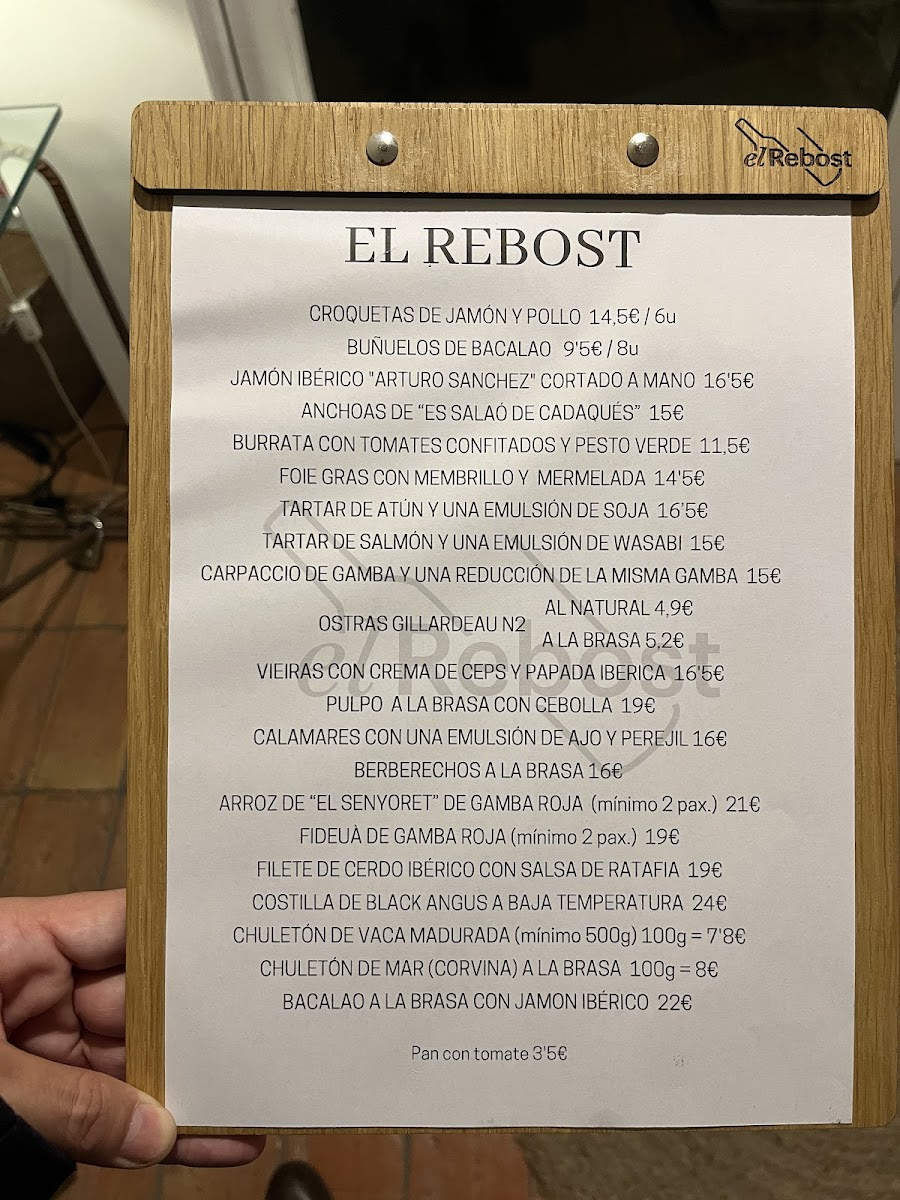 el Rebost
EL REBOST
CROQUETAS DE JAMÓN Y POLLO 14,5€ / 6u
BUÑUELOS DE BACALAO 9'5€ / 8u
JAMÓN IBÉRICO "ARTURO SANCHEZ" CORTADO A MANO 16'5€
ANCHOAS DE “ES SALAÓ DE CADAQUÉS” 15€
BURRATA CON TOMATES CONFITADOS Y PESTO VERDE 11,5€
FOIE GRAS CON MEMBRILLO Y MERMELADA 14'5€
TARTAR DE ATÚN Y UNA EMULSIÓN DE SOJA 16'5€
TARTAR DE SALMÓN Y UNA EMULSIÓN DE WASABI 15€
CARPACCIO DE GAMBA Y UNA REDUCCIÓN DE LA MISMA GAMBA 15€
OSTRAS GILLARDEAU N2
AL NATURAL 4,9€
A LA BRASA 5,2€
el Rebost
VIEIRAS CON CREMA DE CEPS Y PAPADA IBERICA 16'5€
PULPO A LA BRASA CON CEBOLLA 19€
CALAMARES CON UNA EMULSIÓN DE AJO Y PEREJIL 16€
BERBERECHOS A LA BRASA 16€
ARROZ DE “EL SENYORET” DE GAMBA ROJA (mínimo 2 pax.) 21€
FIDEUÀ DE GAMBA ROJA (mínimo 2 pax.) 19€
FILETE DE CERDO IBÉRICO CON SALSA DE RATAFIA 19€
COSTILLA DE BLACK ANGUS A BAJA TEMPERATURA 24€
CHULETÓN DE VACA MADURADA (mínimo 500g) 100g = 7'8€
CHULETÓN DE MAR (CORVINA) A LA BRASA 100g = 8€
BACALAO A LA BRASA CON JAMON IBÉRICO 22€
Pan con tomate 3'5€